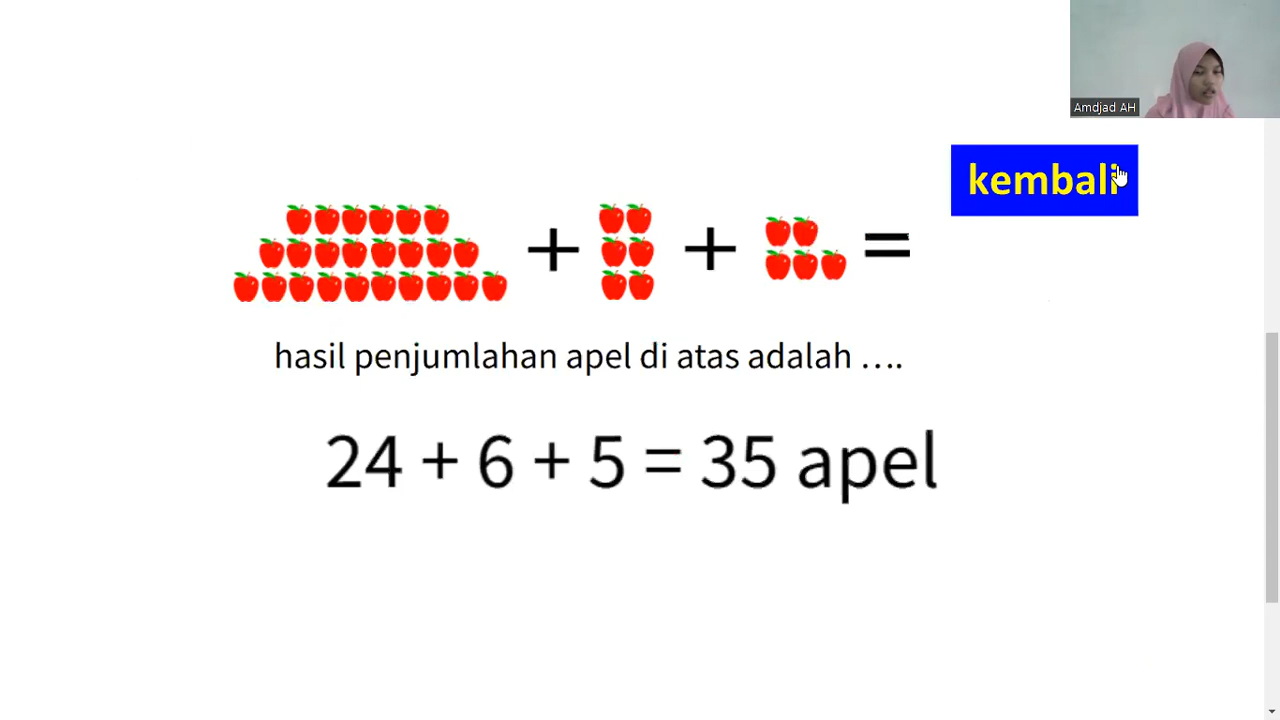 Amdjad AH
kembali
+ + =
hasil penjumlahan apel di atas adalah ….
24 + 6 + 5 = 35 apel